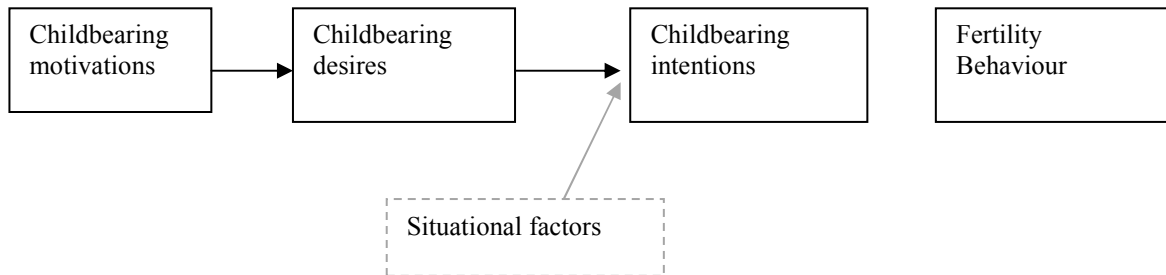 Childbearing
motivations
Childbearing
desires
Childbearing
intentions
Fertility
Behaviour
Situational factors